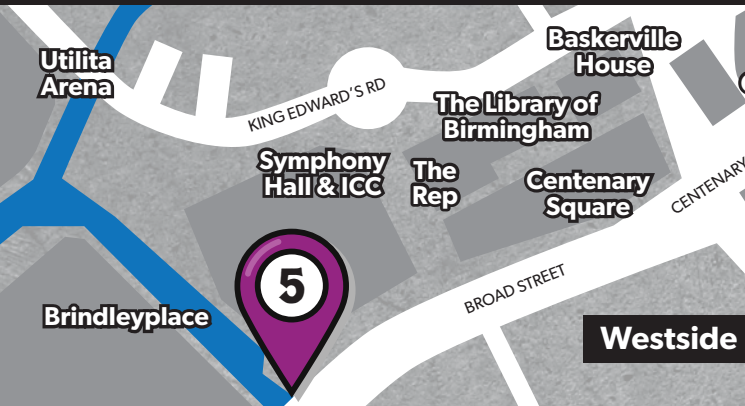 Utilita
Arena
KING EDWARD'S RD
Baskerville
House
The Library of
Birmingham
Symphony
Hall & ICC
The
Rep
Centenary
Square
CENTENARY
BROAD STREET
5
Brindleyplace
Westside